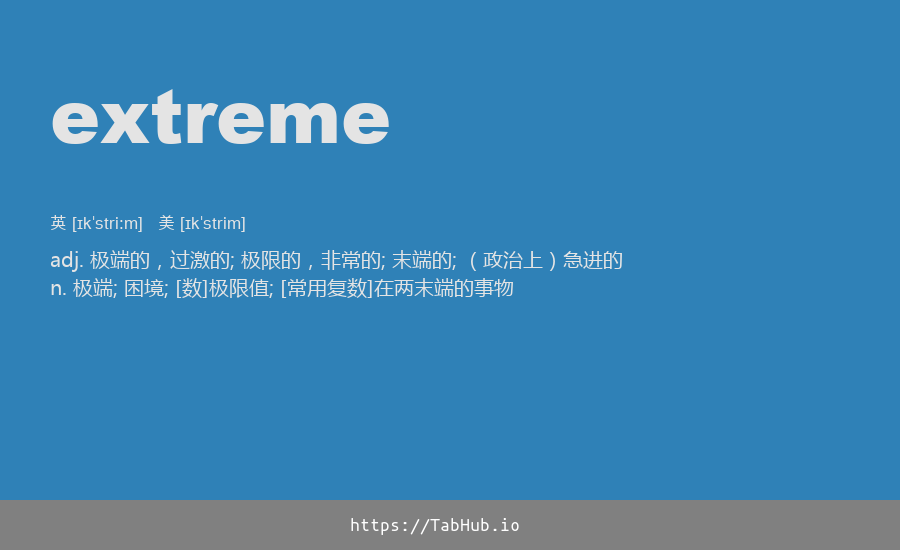 extreme
英 [ɪkˈstriːm] 美 [ɪkˈstrim]
adj. 极端的，过激的; 极限的，非常的; 末端的; （政治上）急进的
n. 极端; 困境; [数]极限值; [常用复数]在两末端的事物
https://TabHub.io